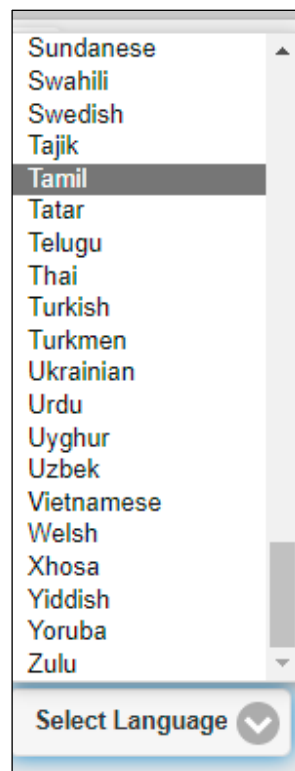 Sundanese
Swahili
Swedish
Tajik
Tamil
Tatar
Telugu
Thai
Turkish
Turkmen
Ukrainian
Urdu
Uyghur
Uzbek
Vietnamese
Welsh
Xhosa
Yiddish
Yoruba
Zulu
Select Language